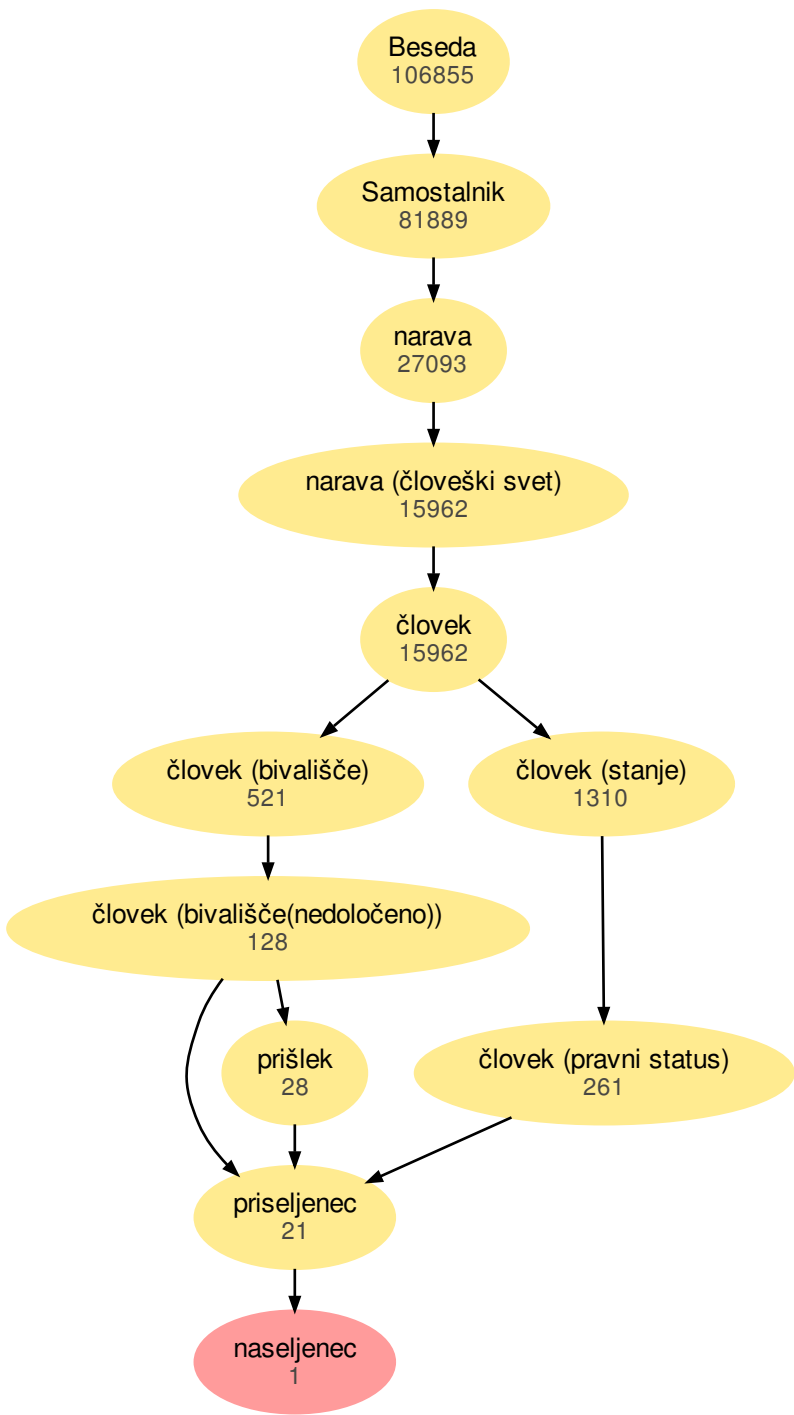 Beseda
106855
Samostalnik
81889
narava
27093
narava (človeški svet)
15962
človek
15962
človek (bivališče)
521
človek (stanje)
1310
človek (bivališče(nedoločeno))
128
prišlek
28
človek (pravni status)
261
priseljenec
21
naseljenec
1